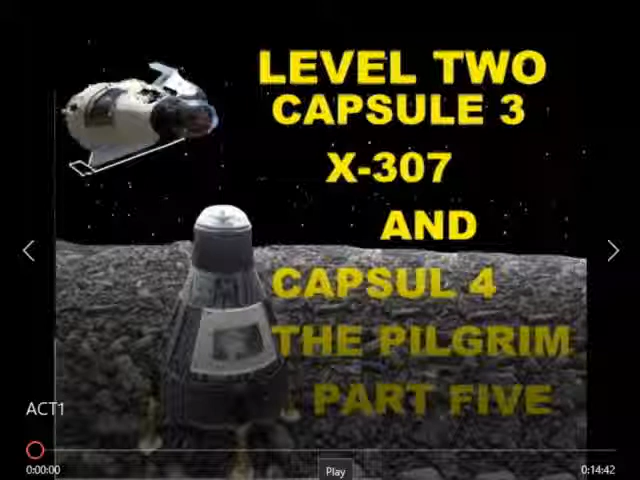 LEVEL TWO
CAPSULE 3
X-307
AND
CAPSUL 4
THE PILGRIM
PART FIVE
ACT1
0:00:00
Play
0:14:42